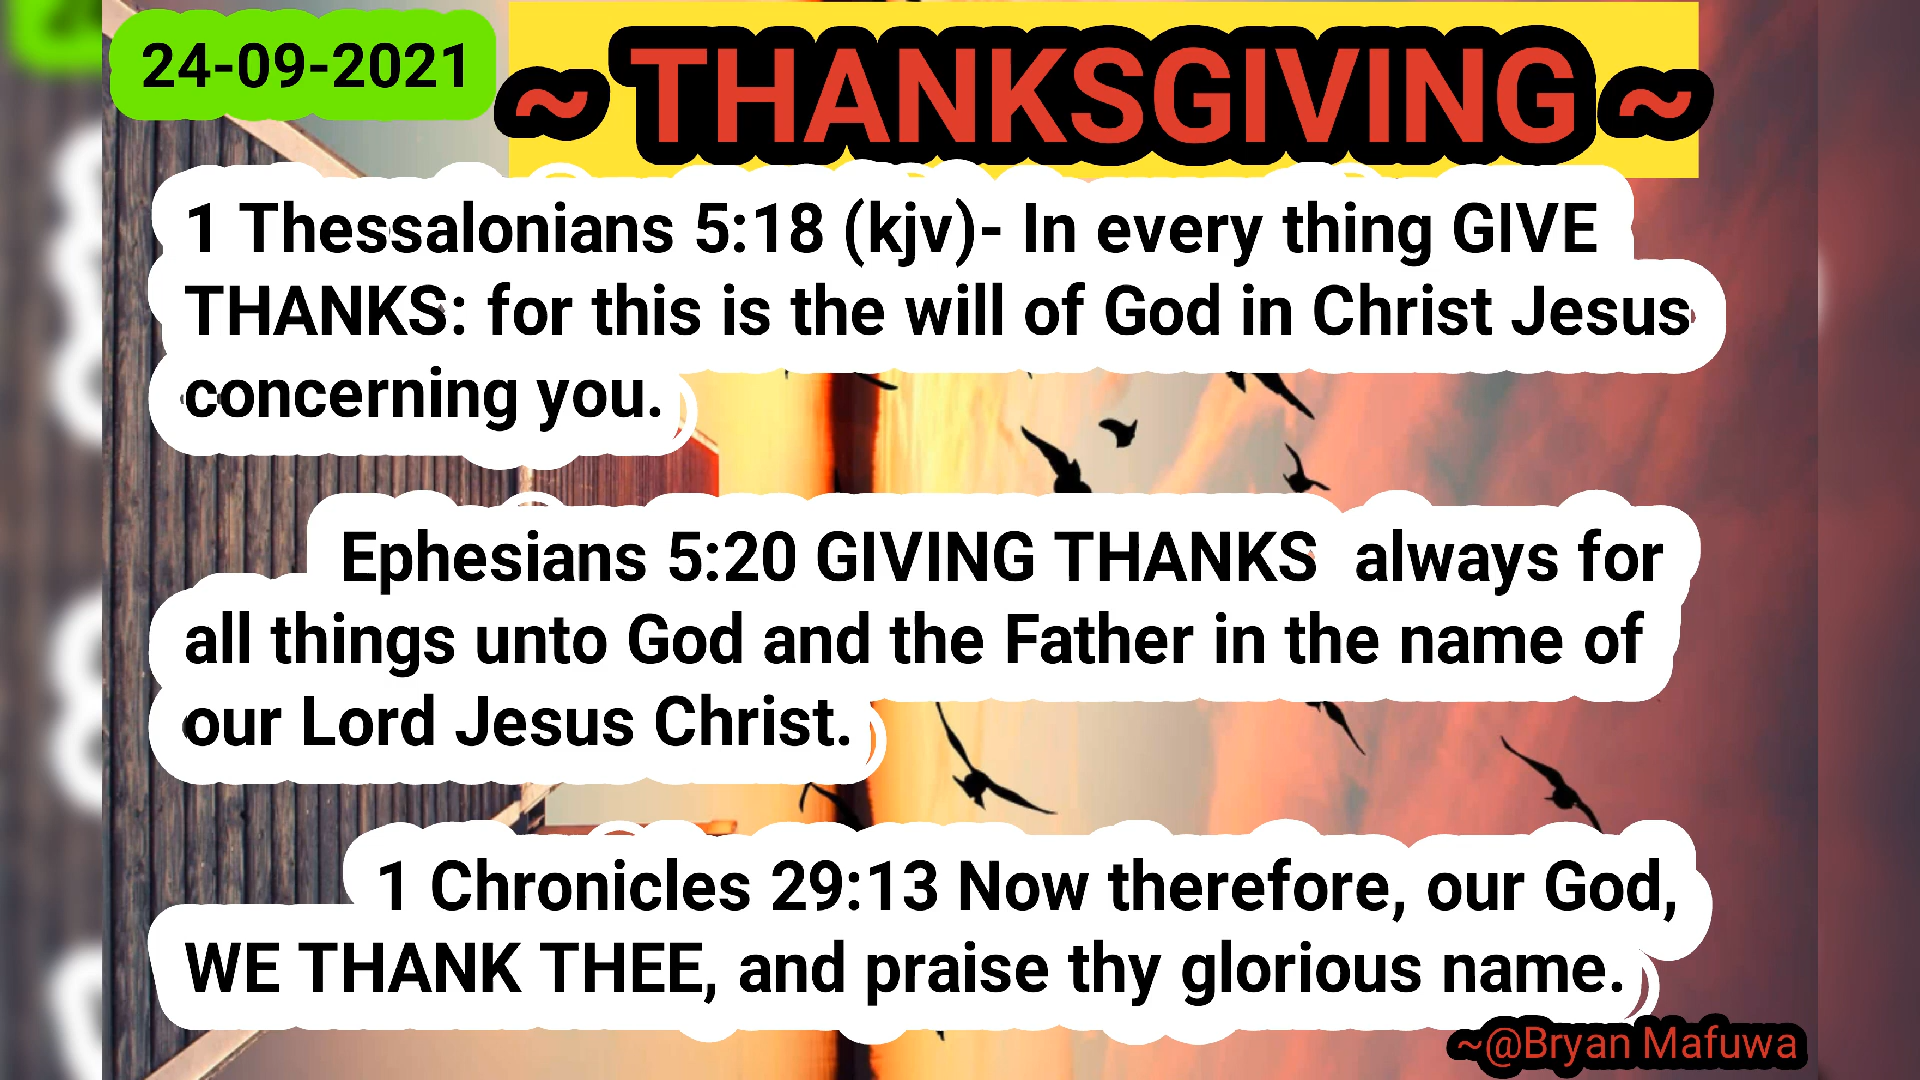 24-09-2021
~ THANKSGIVING ~
1 Thessalonians 5:18 (kjv)- In every thing GIVE
THANKS: for this is the will of God in Christ Jesus
concerning you.
Ephesians 5:20 GIVING THANKS  always for
all things unto God and the Father in the name of
our Lord Jesus Christ.
1 Chronicles 29:13 Now therefore, our God,
WE THANK THEE, and praise thy glorious name.
~@Bryan Mafuwa